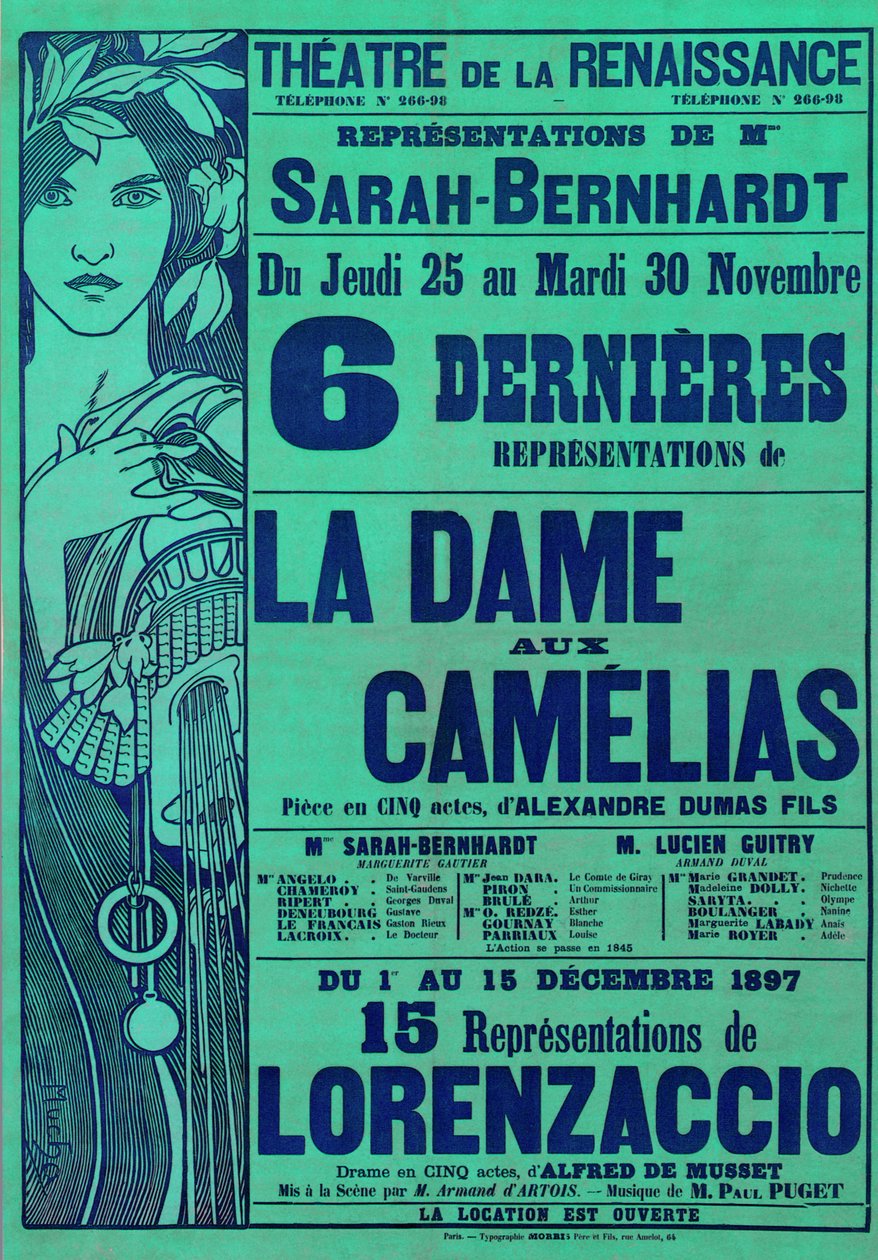 THÉATRE DE LA RENAISSANCE
TÉLÉPHONE N° 266-98 — TÉLÉPHONE N° 266-98
REPRÉSENTATIONS DE Mme
SARAH-BERNHARDT
Du Jeudi 25 au Mardi 30 Novembre
6 DERNIÈRES
REPRÉSENTATIONS de
LA DAME
AUX
CAMÉLIAS
Pièce en CINQ actes, d'ALEXANDRE DUMAS FILS
Mme SARAH-BERNHARDT
MARGUERITE GAUTIER
M. LUCIEN GUITRY
ARMAND DUVAL
Mrs ANGELO . . De Varville
CHAMEROY . Saint-Gaudens
RIPERT . . Georges Duval
DENEUBOURG Gustave
LE FRANÇAIS Gaston Rieux
LACROIX . . Le Docteur
Mrs Jean DARA. Le Comte de Giray
PIRON . Un Commissionnaire
BRULÉ . Arthur
Mmes O. REDZÉ. Esther
GOURNAY . Blanche
PARRIAUX Louise
Mmes Marie GRANDET. Prudence
Madeleine DOLLY. Nichette
SARYTA. . . Olympe
BOULANGER . Nanine
Marguerite LABADY Anaïs
Marie ROYER . Adèle
L'Action se passe en 1845
DU 1er AU 15 DÉCEMBRE 1897
15 Représentations de
LORENZACCIO
Drame en CINQ actes, d'ALFRED DE MUSSET
Mis à la Scène par M. Armand d'ARTOIS. — Musique de M. PAUL PUGET
LA LOCATION EST OUVERTE
Paris. — Typographie MORRIS Père et Fils, rue Amelot, 64
Mucha